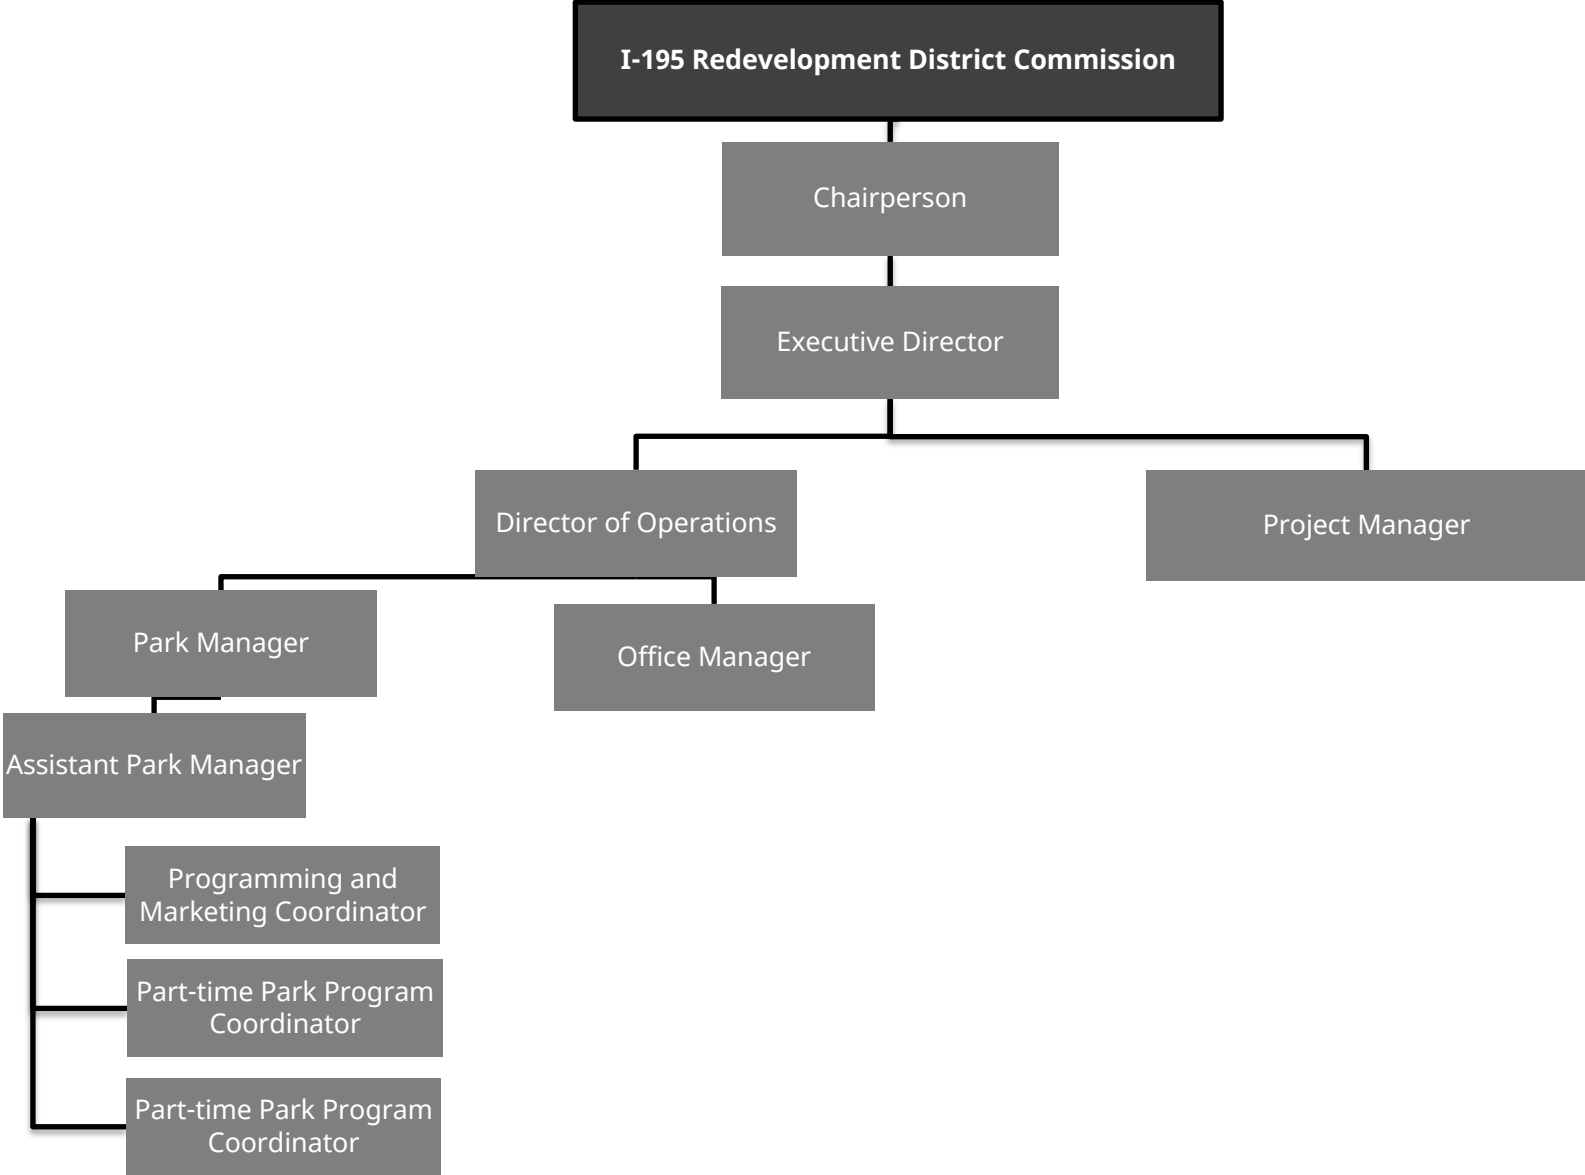 I-195 Redevelopment District Commission
Chairperson
Executive Director
Director of Operations
Project Manager
Park Manager
Office Manager
Assistant Park Manager
Programming and
Marketing Coordinator
Part-time Park Program
Coordinator
Part-time Park Program
Coordinator